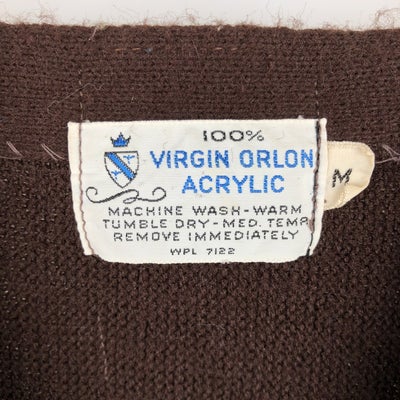 100%
VIRGIN ORLON
ACRYLIC
M
MACHINE WASH-WARM
TUMBLE DRY-MED. TEMP.
REMOVE IMMEDIATELY
WPL 7122